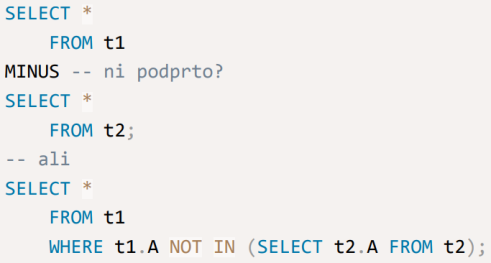 SELECT *
    FROM t1
MINUS -- ni podprto?
SELECT *
    FROM t2;
-- ali
SELECT *
    FROM t1
    WHERE t1.A NOT IN (SELECT t2.A FROM t2);